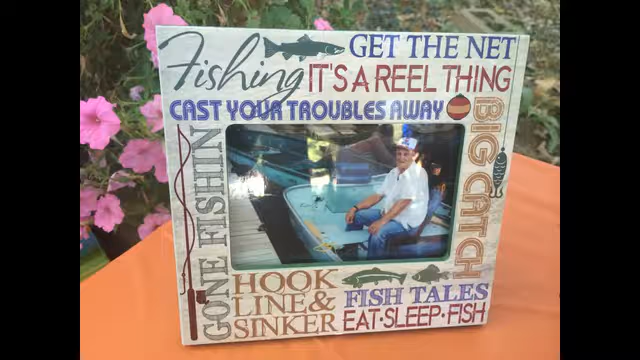 Fishing
GET THE NET
IT'S A REEL THING
CAST YOUR TROUBLES AWAY
BIG CATCH
GONE FISHIN
HOOK
LINE &
SINKER
FISH TALES
EAT·SLEEP·FISH